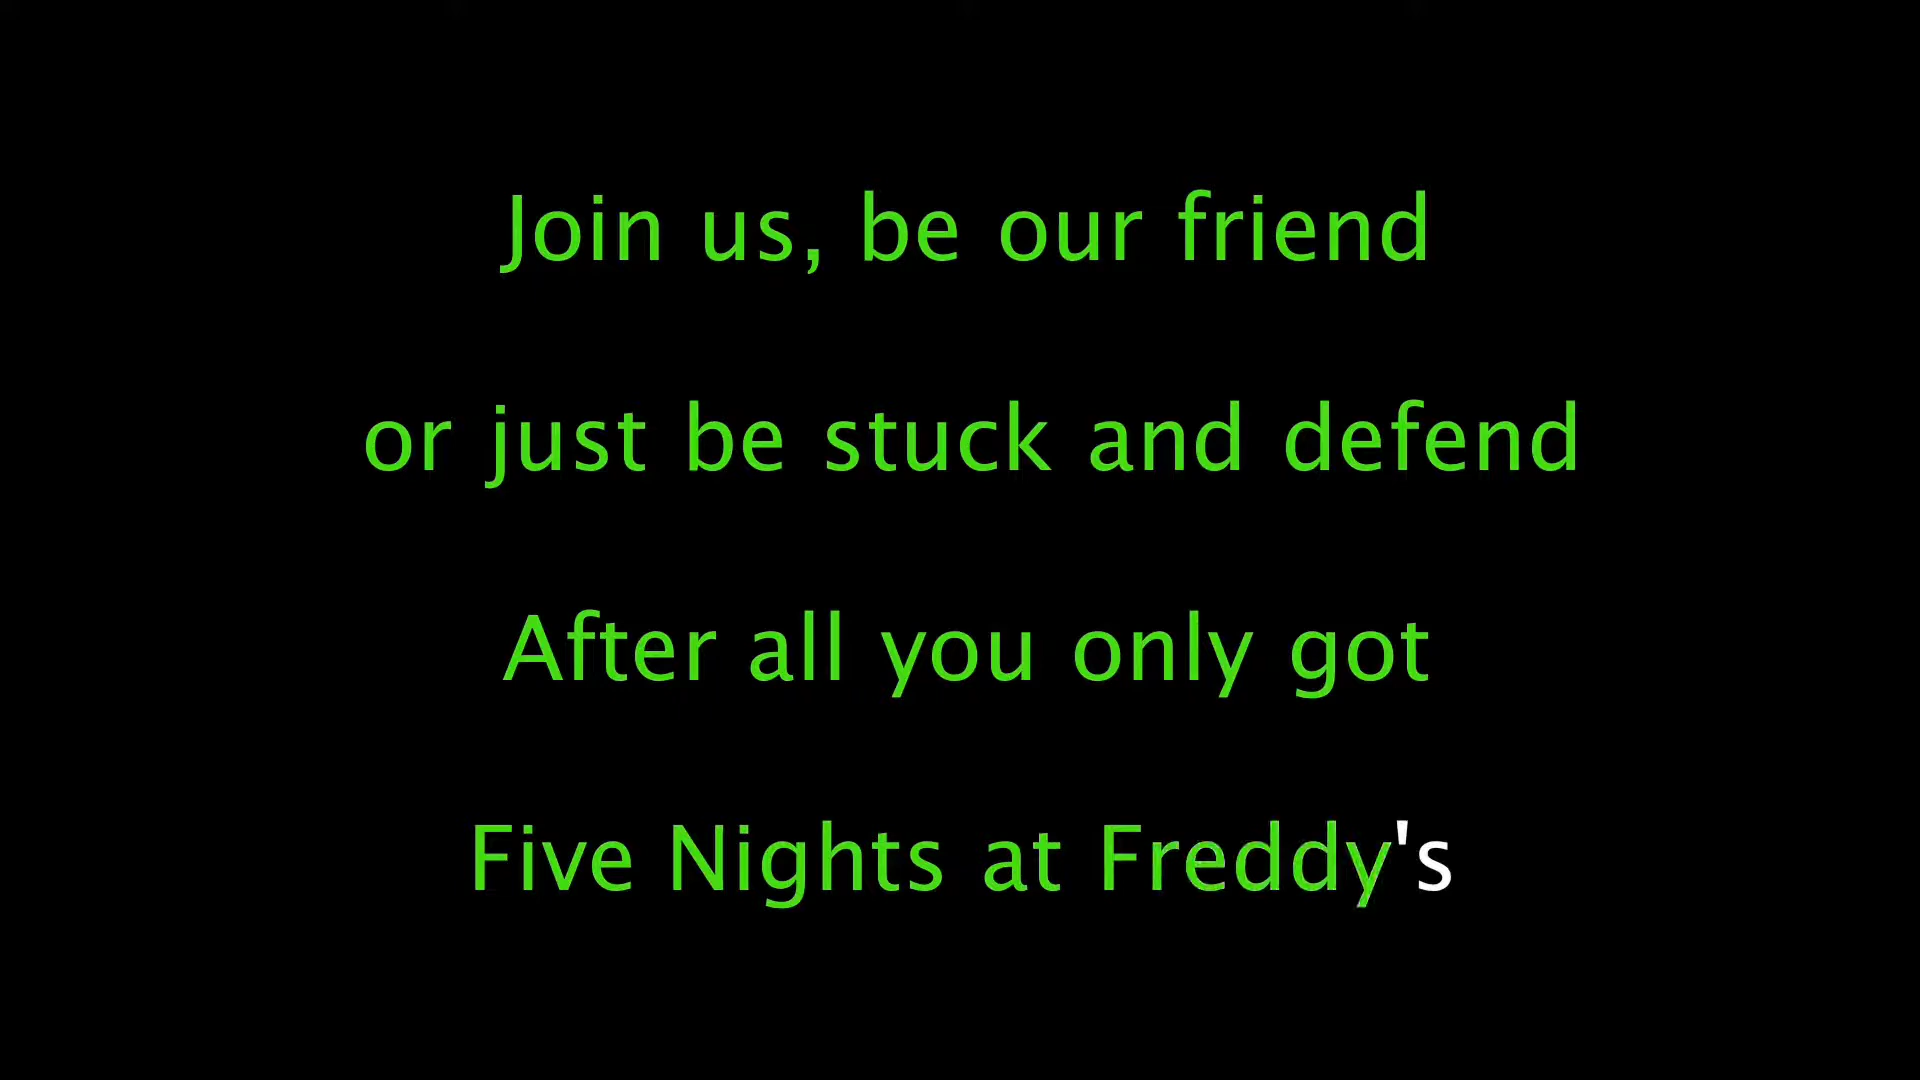 Join us, be our friend
or just be stuck and defend
After all you only got
Five Nights at Freddy's